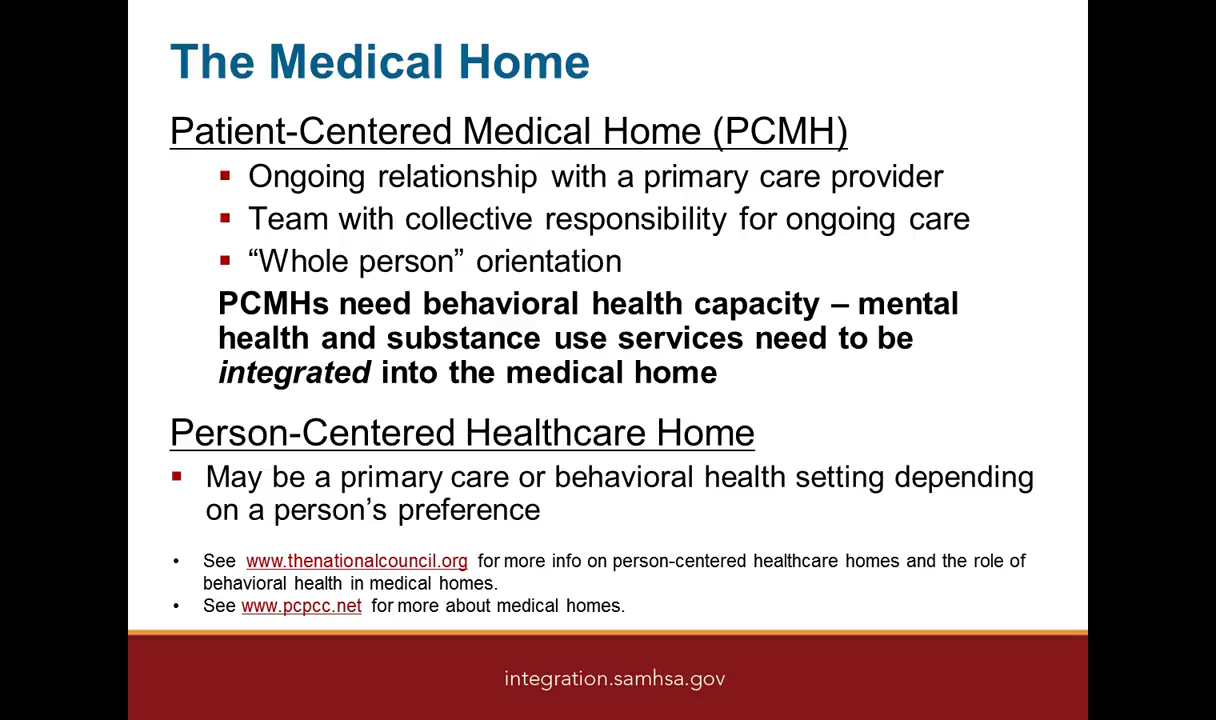 The Medical Home
Patient-Centered Medical Home (PCMH)
▪ Ongoing relationship with a primary care provider
▪ Team with collective responsibility for ongoing care
▪ “Whole person” orientation
PCMHs need behavioral health capacity – mental
health and substance use services need to be
integrated into the medical home
Person-Centered Healthcare Home
▪ May be a primary care or behavioral health setting depending
on a person’s preference
• See www.thenationalcouncil.org for more info on person-centered healthcare homes and the role of
behavioral health in medical homes.
• See www.pcpcc.net for more about medical homes.
integration.samhsa.gov